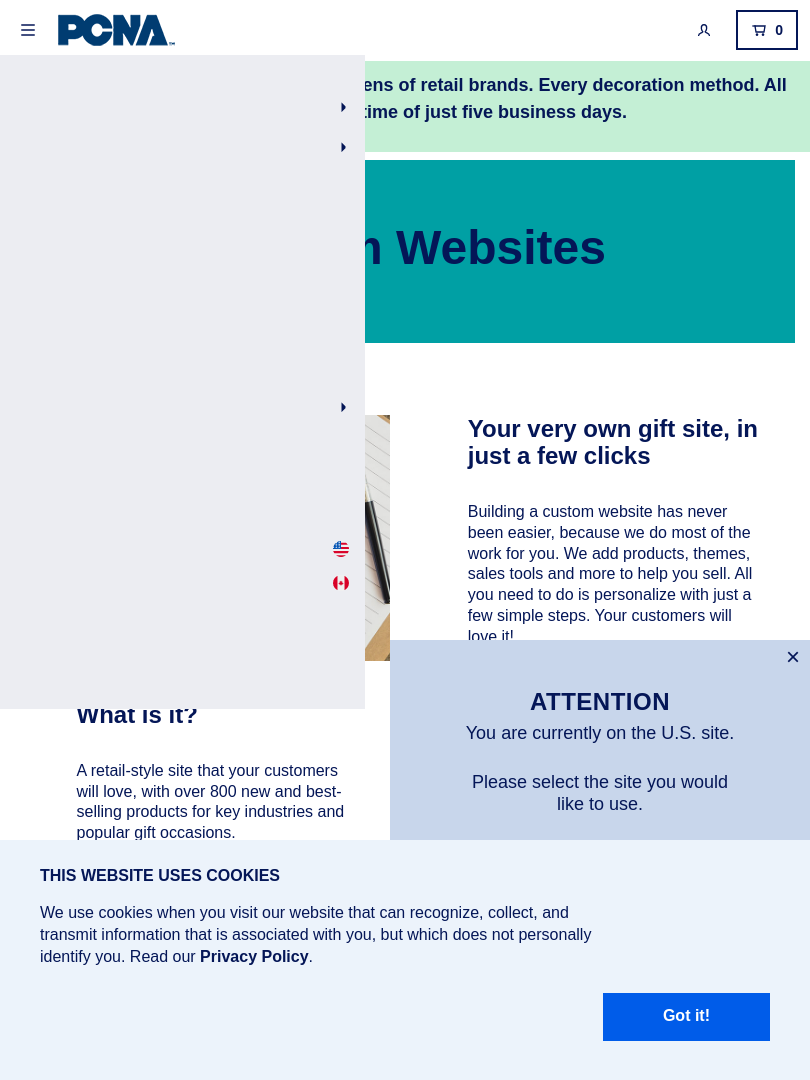 PCNA
0
ens of retail brands. Every decoration method. All
time of just five business days.
Websites
Your very own gift site, in
just a few clicks
Building a custom website has never
been easier, because we do most of the
work for you. We add products, themes,
sales tools and more to help you sell. All
you need to do is personalize with just a
few simple steps. Your customers will
love it!
What is it?
A retail-style site that your customers
will love, with over 800 new and best-
selling products for key industries and
popular gift occasions.
ATTENTION
You are currently on the U.S. site.
Please select the site you would
like to use.
THIS WEBSITE USES COOKIES
We use cookies when you visit our website that can recognize, collect, and
transmit information that is associated with you, but which does not personally
identify you. Read our Privacy Policy.
Got it!